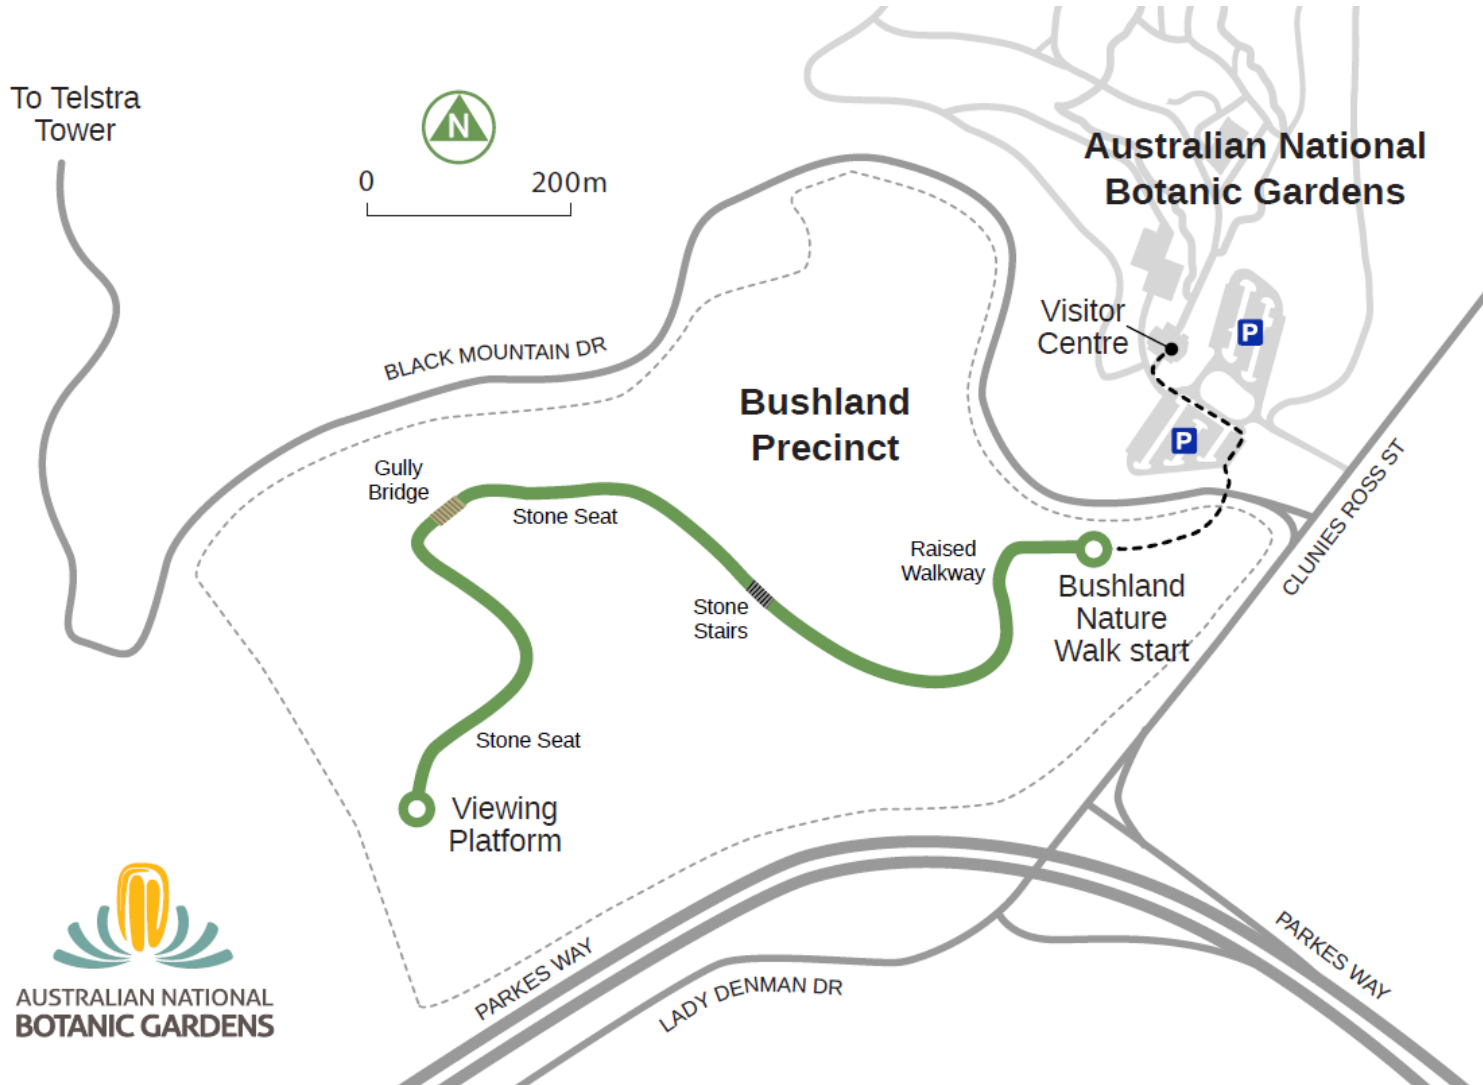 To Telstra
Tower
N
0 200m
Australian National
Botanic Gardens
Visitor
Centre
P
P
BLACK MOUNTAIN DR
Bushland
Precinct
CLUNIES ROSS ST
Gully
Bridge
Stone Seat
Raised
Walkway
Bushland
Nature
Walk start
Stone
Stairs
Stone Seat
Viewing
Platform
PARKES WAY
PARKES WAY
LADY DENMAN DR
AUSTRALIAN NATIONAL
BOTANIC GARDENS